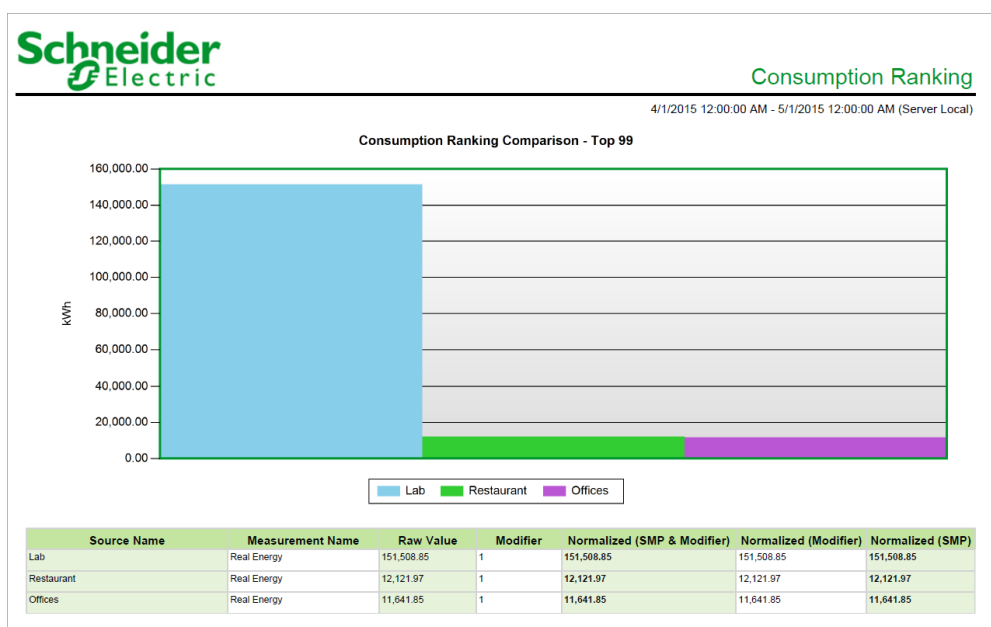 Schneider
Electric
Consumption Ranking
4/1/2015 12:00:00 AM - 5/1/2015 12:00:00 AM (Server Local)
Consumption Ranking Comparison - Top 99
160,000.00
140,000.00
120,000.00
100,000.00
80,000.00
60,000.00
40,000.00
20,000.00
0.00
kWh
Lab Restaurant Offices
Source Name Measurement Name Raw Value Modifier Normalized (SMP & Modifier) Normalized (Modifier) Normalized (SMP)
Lab Real Energy 151,508.85 1 151,508.85 151,508.85 151,508.85
Restaurant Real Energy 12,121.97 1 12,121.97 12,121.97 12,121.97
Offices Real Energy 11,641.85 1 11,641.85 11,641.85 11,641.85